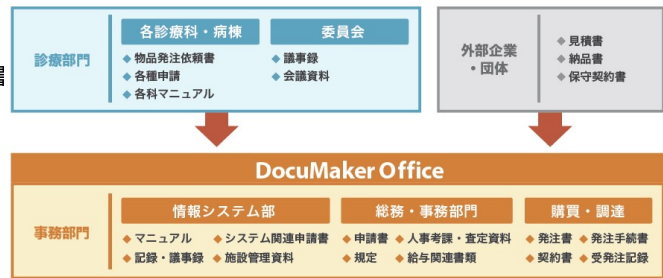 診療部門
各診療科・病棟
◆物品発注依頼書
◆各種申請
◆各科マニュアル
委員会
◆議事録
◆会議資料
外部企業
・団体
◆見積書
◆納品書
◆保守契約書
DocuMaker Office
事務部門
情報システム部
◆マニュアル ◆システム関連申請書
◆記録・議事録 ◆施設管理資料
総務・事務部門
◆申請書 ◆人事考課・査定資料
◆規定 ◆給与関連書類
購買・調達
◆発注書 ◆発注手続書
◆契約書 ◆受発注記録